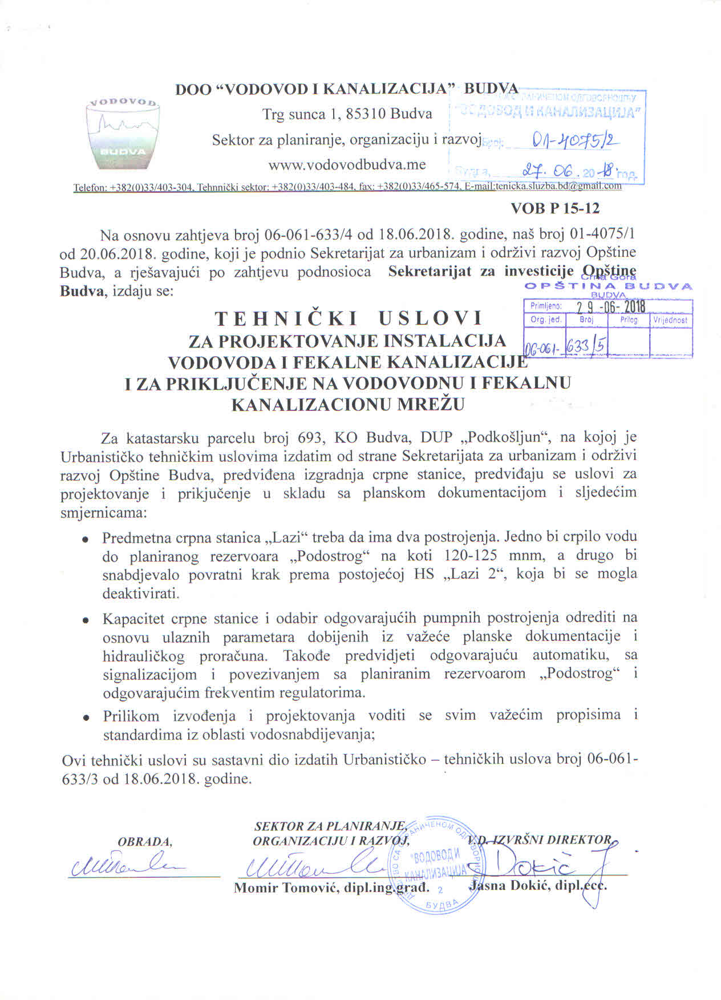 DOO “VODOVOD I KANALIZACIJA” BUDVA
VODOVOD
BUDVA
Trg sunca 1, 85310 Budva
Sektor za planiranje, organizaciju i razvoj
www.vodovodbudva.me
ОГРАНИЧЕНОМ ОДГОВОРНОШЋУ
"ВОДОВОД И КАНАЛИЗАЦИЈА"
Број: 01-4075/2
Будва, 27. 06. 2018. год.
Telefon: +382(0)33/403-304, Tehnnički sektor: +382(0)33/403-484, fax: +382(0)33/465-574, E-mail:tcnicka.sluzba.bd@gmail.com
VOB P 15-12
Na osnovu zahtjeva broj 06-061-633/4 od 18.06.2018. godine, naš broj 01-4075/1
od 20.06.2018. godine, koji je podnio Sekretarijat za urbanizam i održivi razvoj Opštine
Budva, a rješavajući po zahtjevu podnosioca Sekretarijat za investicije Opštine
Budva, izdaju se:
Crna Gora
OPŠTINA BUDVA
BUDVA
Primljeno: 29 -06- 2018
Org. jed. Broj Prilog Vrijednost
06-061- 633/5
TEHNIČKI USLOVI
ZA PROJEKTOVANJE INSTALACIJA
VODOVODA I FEKALNE KANALIZACIJE
I ZA PRIKLJUČENJE NA VODOVODNU I FEKALNU
KANALIZACIONU MREŽU
Za katastarsku parcelu broj 693, KO Budva, DUP „Podkošljun“, na kojoj je
Urbanističko tehničkim uslovima izdatim od strane Sekretarijata za urbanizam i održivi
razvoj Opštine Budva, predviđena izgradnja crpne stanice, predviđaju se uslovi za
projektovanje i prikjučenje u skladu sa planskom dokumentacijom i sljedećim
smjernicama:
• Predmetna crpna stanica „Lazi“ treba da ima dva postrojenja. Jedno bi crpilo vodu
do planiranog rezervoara „Podostrog“ na koti 120-125 mnm, a drugo bi
snabdjevalo povratni krak prema postojećoj HS „Lazi 2“, koja bi se mogla
deaktivirati.
• Kapacitet crpne stanice i odabir odgovarajućih pumpnih postrojenja odrediti na
osnovu ulaznih parametara dobijenih iz važeće planske dokumentacije i
hidrauličkog proračuna. Takođe predvidjeti odgovarajuću automatiku, sa
signalizacijom i povezivanjem sa planiranim rezervoarom „Podostrog“ i
odgovarajućim frekventim regulatorima.
• Prilikom izvođenja i projektovanja voditi se svim važećim propisima i
standardima iz oblasti vodosnabdijevanja;
Ovi tehnički uslovi su sastavni dio izdatih Urbanističko – tehničkih uslova broj 06-061-
633/3 od 18.06.2018. godine.
OBRADA,
SEKTOR ZA PLANIRANJE,
ORGANIZACIJU I RAZVOJ,
V.D. IZVRŠNI DIREKTOR,
Dokić J
Momir Tomović, dipl.ing.građ.
Jasna Dokić, dipl.ecc.
ДРУШТВО СА ОГРАНИЧЕНОМ ОДГОВОРНОШЋУ
"ВОДОВОД И
КАНАЛИЗАЦИЈА"
2
БУДВА